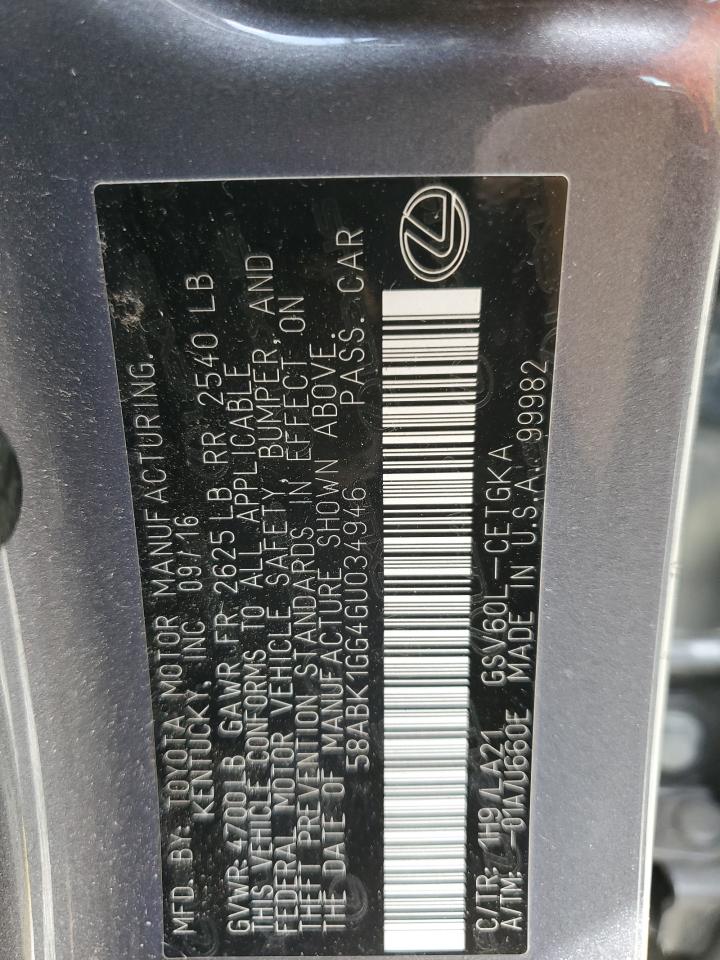 MFD. BY: TOYOTA MOTOR MANUFACTURING.
KENTUCKY, INC 09/16
GVWR: 4700 LB GAWR FR 2625 LB RR 2540 LB
THIS VEHICLE CONFORMS TO ALL APPLICABLE
FEDERAL MOTOR VEHICLE SAFETY, BUMPER, AND
THEFT PREVENTION STANDARDS IN EFFECT ON
THE DATE OF MANUFACTURE SHOWN ABOVE.
58ABK1GG4GU034946 PASS. CAR
C/TR: 1H9/LA21 GSV60L-CETGKA
A/TM: -01A/U660E MADE IN U.S.A. 99982